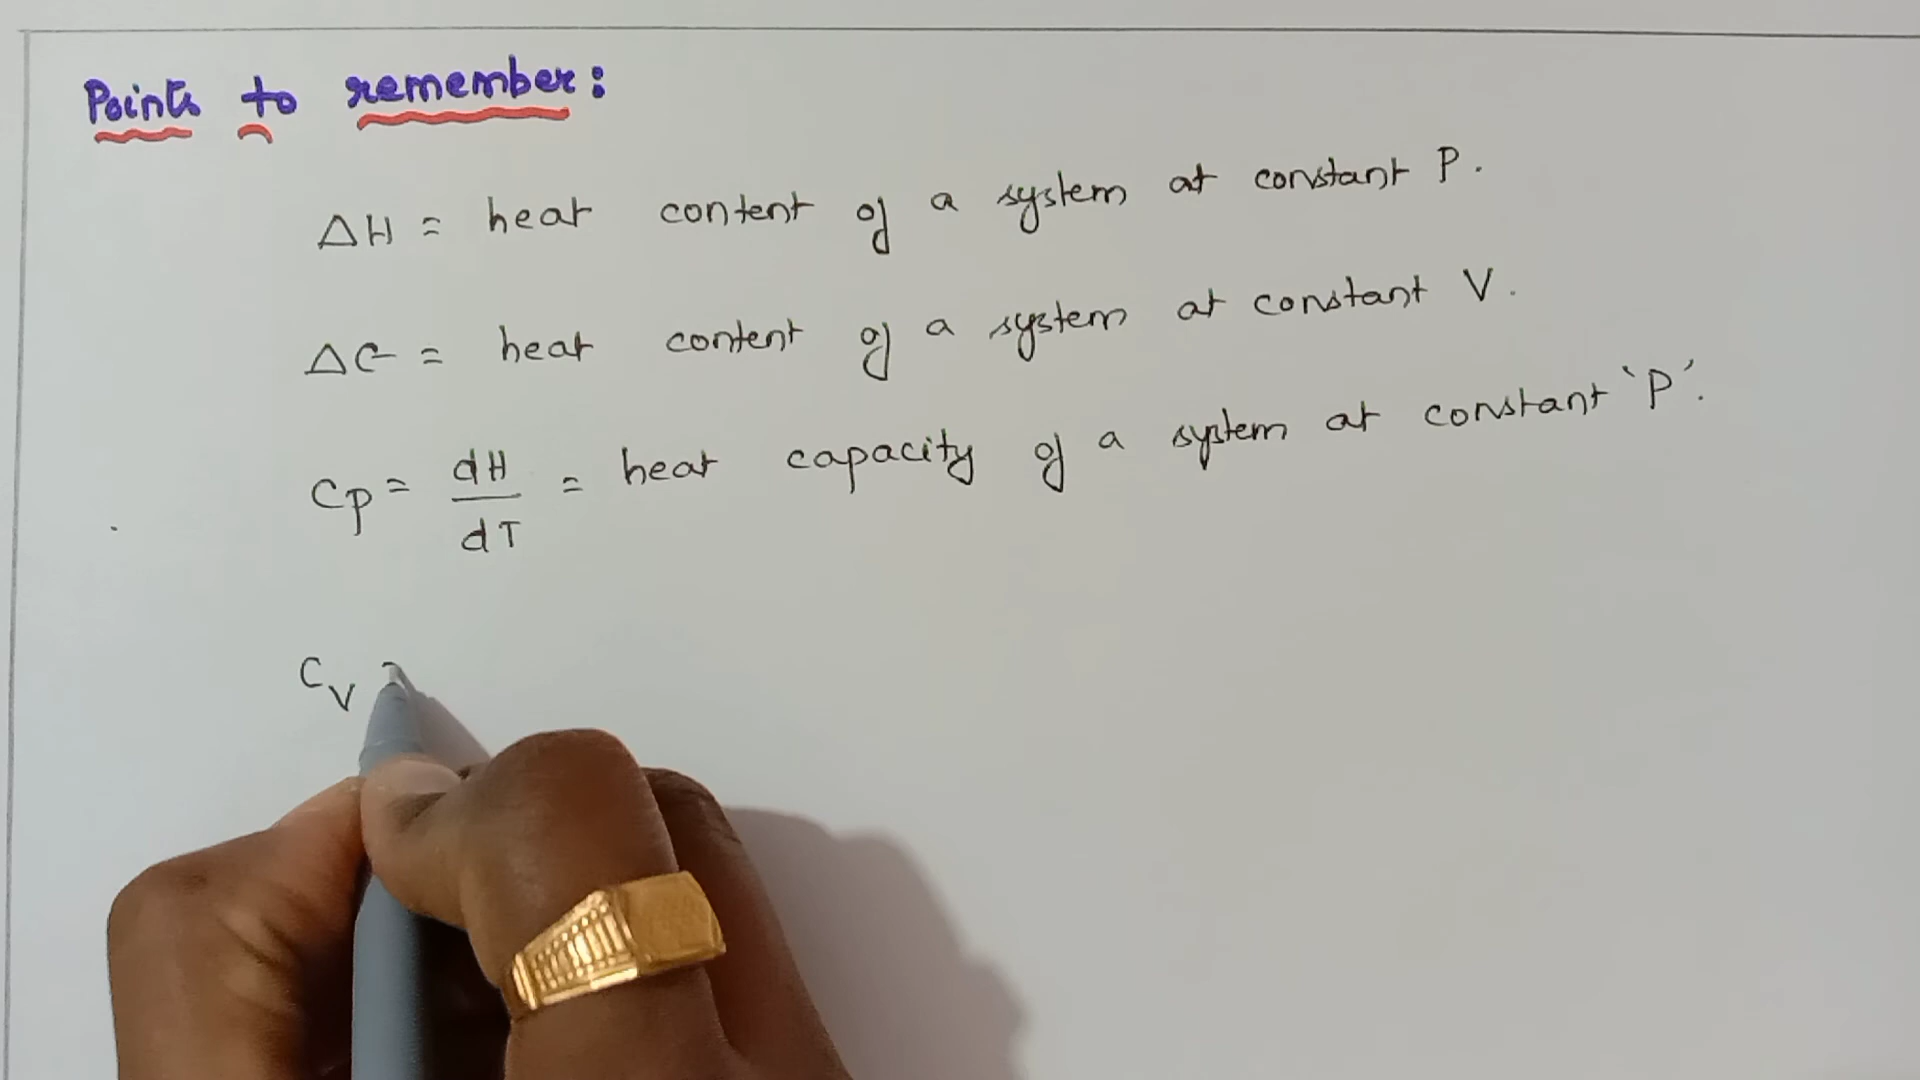 Points to remember:
ΔH = heat content of a system at constant P.
ΔE = heat content of a system at constant V.
Cp = dH/dT = heat capacity of a system at constant 'P'.
Cv =